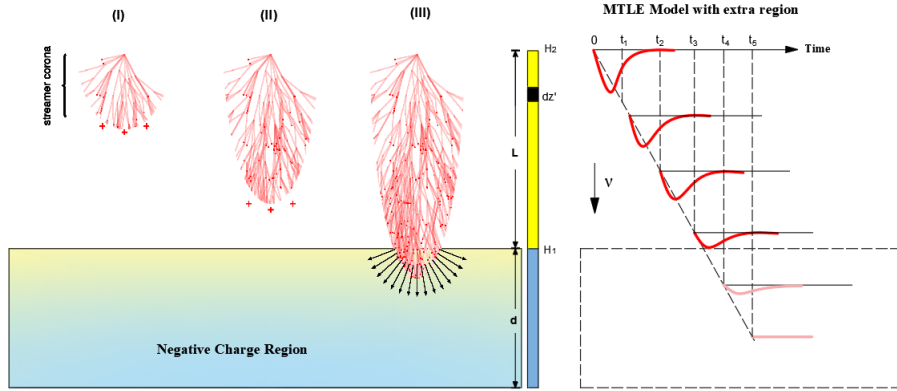 (I)
(II)
(III)
MTLE Model with extra region
streamer corona
+ + +
+ + +
H₂
dz'
L
H₁
d
Negative Charge Region
0 t₁ t₂ t₃ t₄ t₅
Time
ν